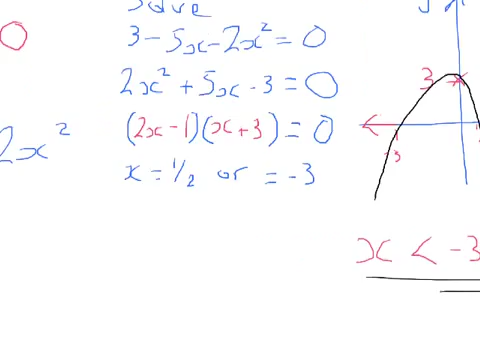 Solve
0
3 - 5x - 2x² = 0
2x² + 5x - 3 = 0
(2x - 1)(x + 3) = 0
2x²
x = 1/2 or = -3
3
-3
x < -3